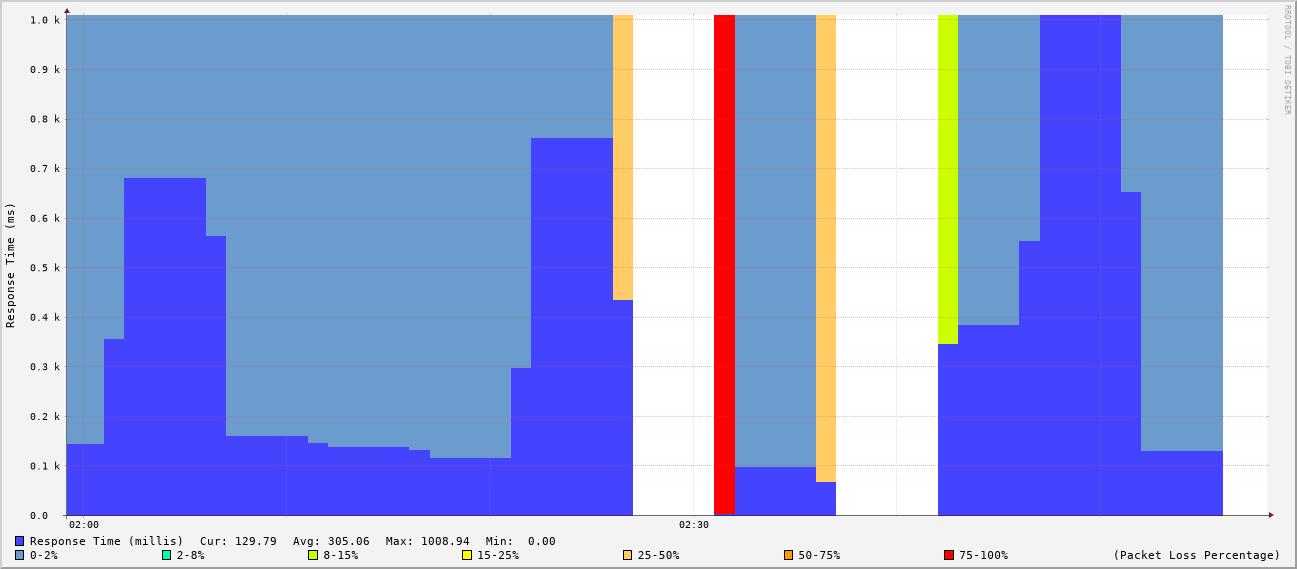 RRDTOOL / TOBI OETIKER
Response Time (ms)
1.0 k
0.9 k
0.8 k
0.7 k
0.6 k
0.5 k
0.4 k
0.3 k
0.2 k
0.1 k
0.0
02:00 02:30
Response Time (millis) Cur: 129.79 Avg: 305.06 Max: 1008.94 Min: 0.00
0-2% 2-8% 8-15% 15-25% 25-50% 50-75% 75-100% (Packet Loss Percentage)